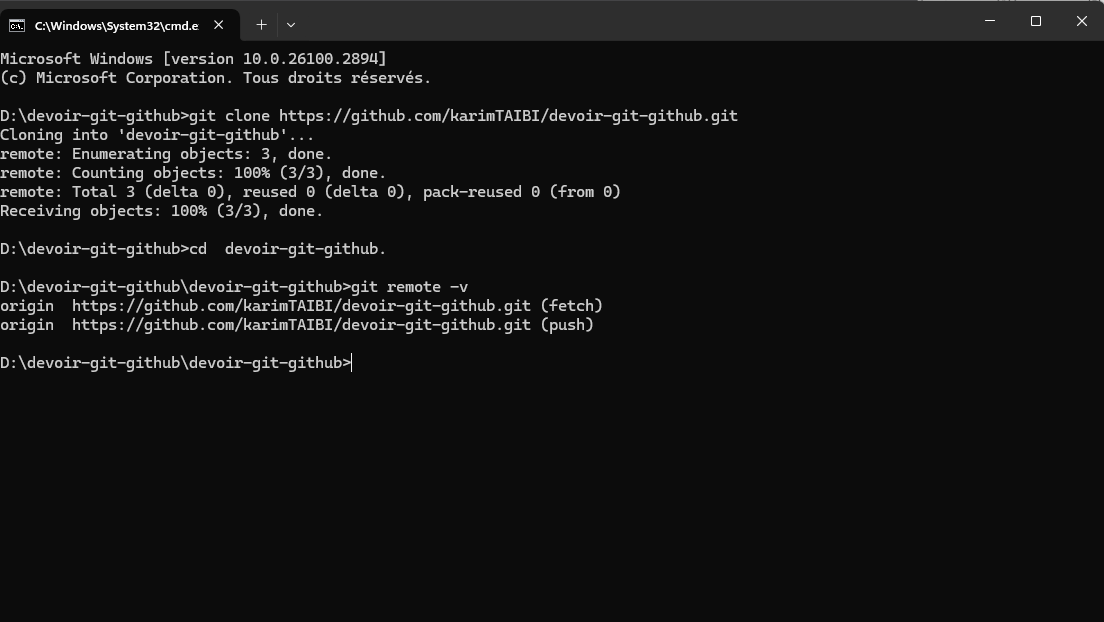 C:\Windows\System32\cmd.e
Microsoft Windows [version 10.0.26100.2894]
(c) Microsoft Corporation. Tous droits réservés.
D:\devoir-git-github>git clone https://github.com/karimTAIBI/devoir-git-github.git
Cloning into 'devoir-git-github'...
remote: Enumerating objects: 3, done.
remote: Counting objects: 100% (3/3), done.
remote: Total 3 (delta 0), reused 0 (delta 0), pack-reused 0 (from 0)
Receiving objects: 100% (3/3), done.
D:\devoir-git-github>cd  devoir-git-github.
D:\devoir-git-github\devoir-git-github>git remote -v
origin  https://github.com/karimTAIBI/devoir-git-github.git (fetch)
origin  https://github.com/karimTAIBI/devoir-git-github.git (push)
D:\devoir-git-github\devoir-git-github>